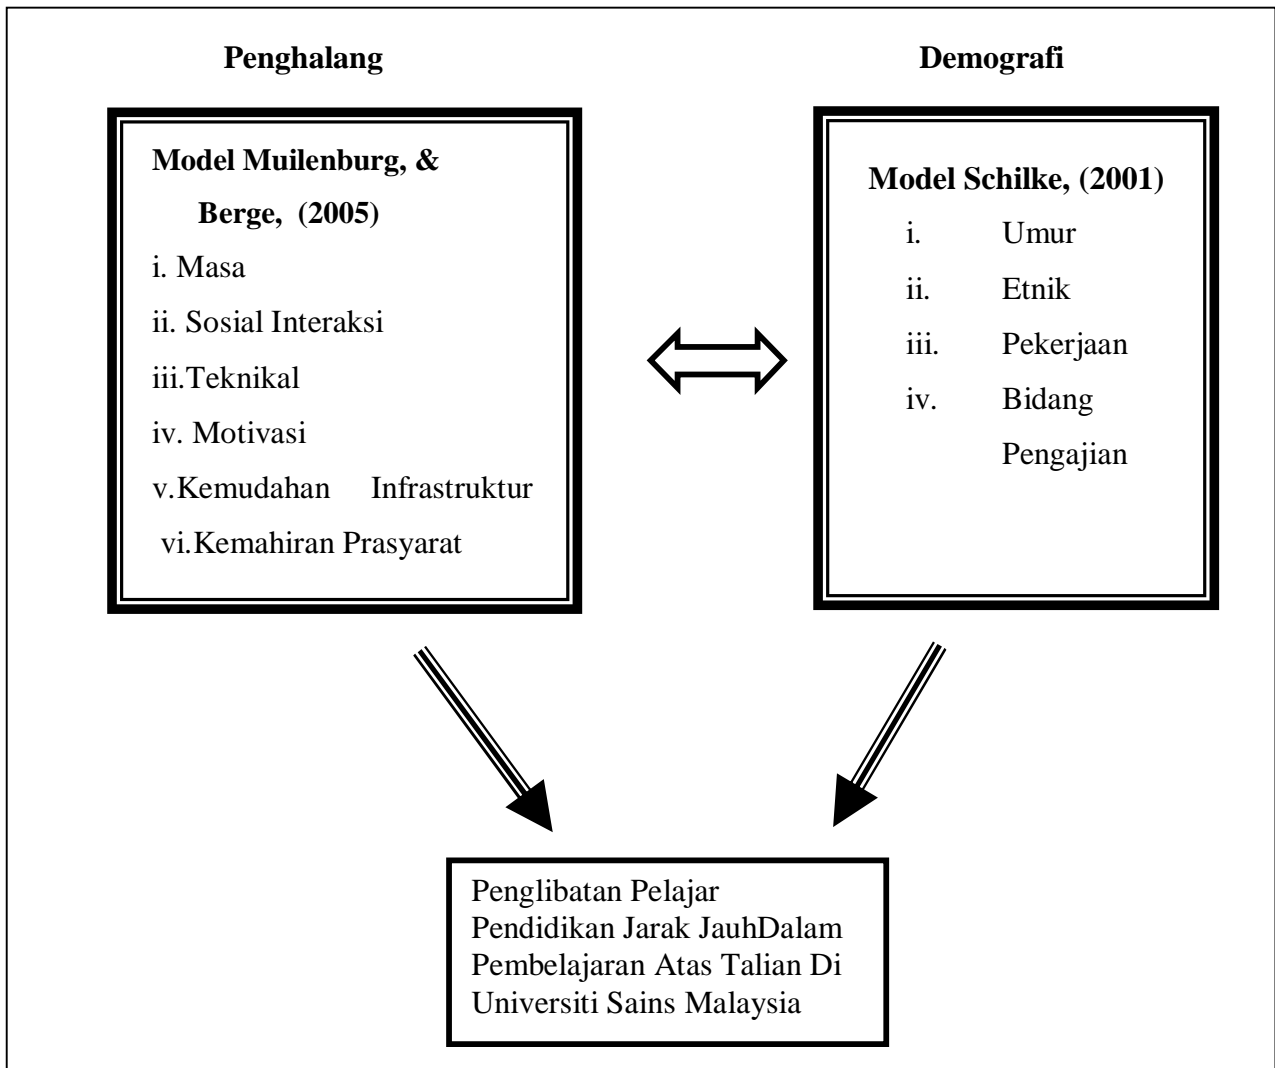 Penghalang
Demografi
Model Muilenburg, &
Berge, (2005)
i. Masa
ii. Sosial Interaksi
iii.Teknikal
iv. Motivasi
v.Kemudahan Infrastruktur
vi.Kemahiran Prasyarat
Model Schilke, (2001)
i. Umur
ii. Etnik
iii. Pekerjaan
iv. Bidang
Pengajian
Penglibatan Pelajar
Pendidikan Jarak JauhDalam
Pembelajaran Atas Talian Di
Universiti Sains Malaysia